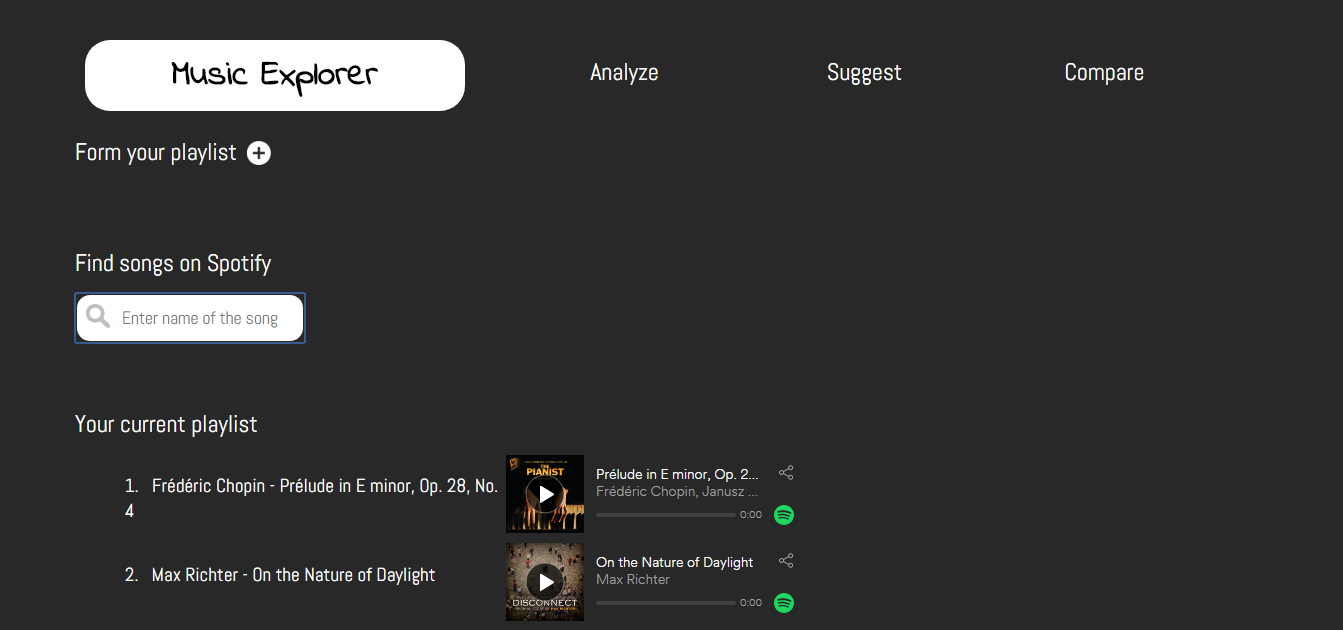 Music Explorer
Analyze
Suggest
Compare
Form your playlist
Find songs on Spotify
Enter name of the song
Your current playlist
1. Frédéric Chopin - Prélude in E minor, Op. 28, No.
4
THE
PIANIST
Prélude in E minor, Op. 2...
Frédéric Chopin, Janusz ...
0:00
2. Max Richter - On the Nature of Daylight
DISCONNECT
On the Nature of Daylight
Max Richter
0:00